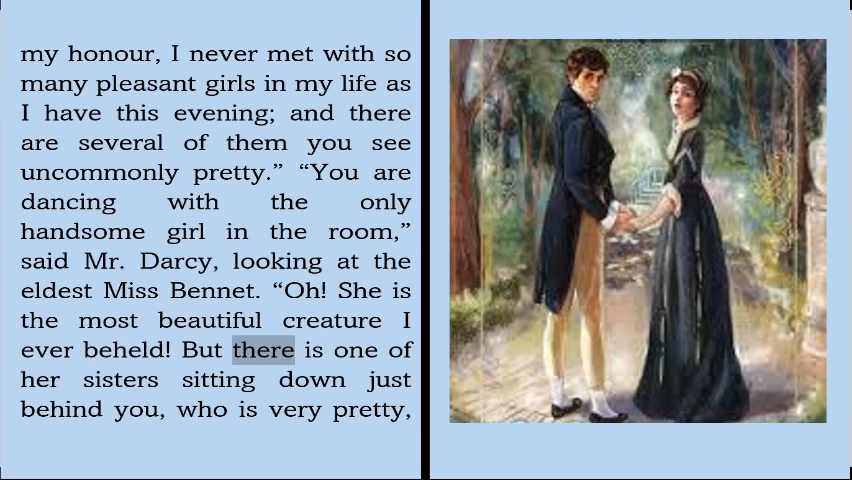 my honour, I never met with so
many pleasant girls in my life as
I have this evening; and there
are several of them you see
uncommonly pretty.” “You are
dancing with the only
handsome girl in the room,”
said Mr. Darcy, looking at the
eldest Miss Bennet. “Oh! She is
the most beautiful creature I
ever beheld! But there is one of
her sisters sitting down just
behind you, who is very pretty,